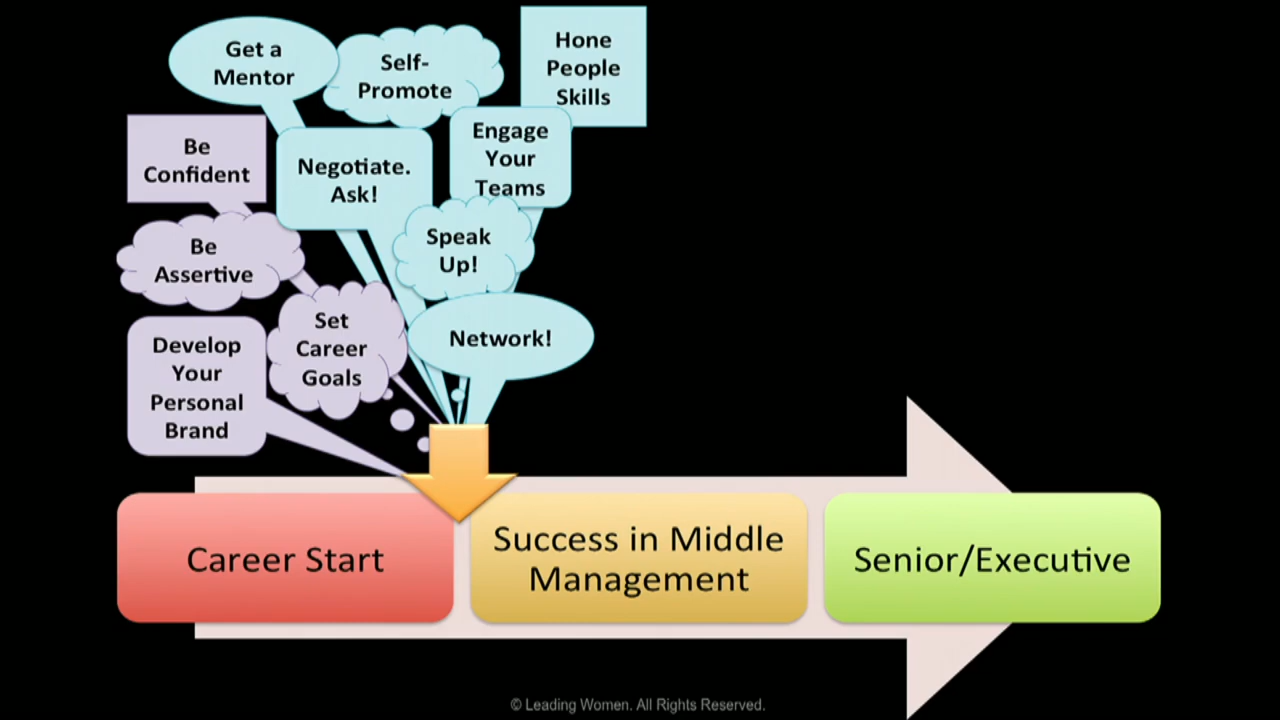 Get a
Mentor
Self-
Promote
Hone
People
Skills
Be
Confident
Negotiate.
Ask!
Engage
Your
Teams
Be
Assertive
Speak
Up!
Set
Career
Goals
Network!
Develop
Your
Personal
Brand
Career Start
Success in Middle
Management
Senior/Executive
© Leading Women. All Rights Reserved.